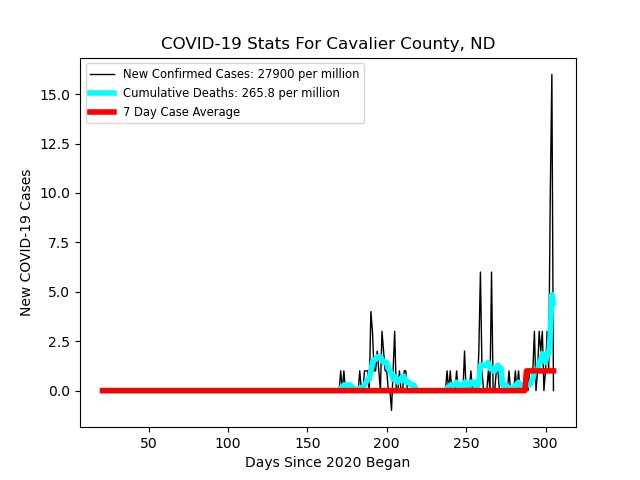 COVID-19 Stats For Cavalier County, ND
New Confirmed Cases: 27900 per million
Cumulative Deaths: 265.8 per million
7 Day Case Average
New COVID-19 Cases
15.0
12.5
10.0
7.5
5.0
2.5
0.0
50 100 150 200 250 300
Days Since 2020 Began